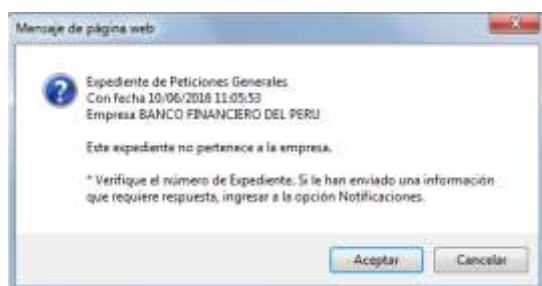 Mensaje de página web
Expediente de Peticiones Generales
Con fecha 10/06/2016 11:05:53
Empresa BANCO FINANCIERO DEL PERU
Este expediente no pertenece a la empresa.
* Verifique el número de Expediente. Si le han enviado una información
que requiere respuesta, ingresar a la opción Notificaciones.
Aceptar
Cancelar